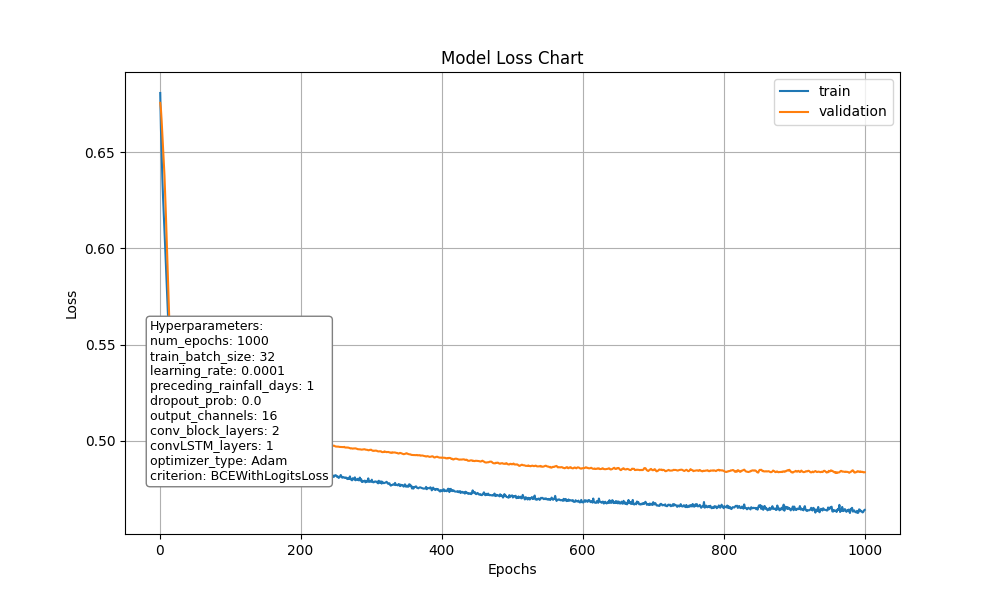 Model Loss Chart
train
validation
0.65
0.60
0.55
0.50
Loss
Hyperparameters:
num_epochs: 1000
train_batch_size: 32
learning_rate: 0.0001
preceding_rainfall_days: 1
dropout_prob: 0.0
output_channels: 16
conv_block_layers: 2
convLSTM_layers: 1
optimizer_type: Adam
criterion: BCEWithLogitsLoss
0 200 400 600 800 1000
Epochs